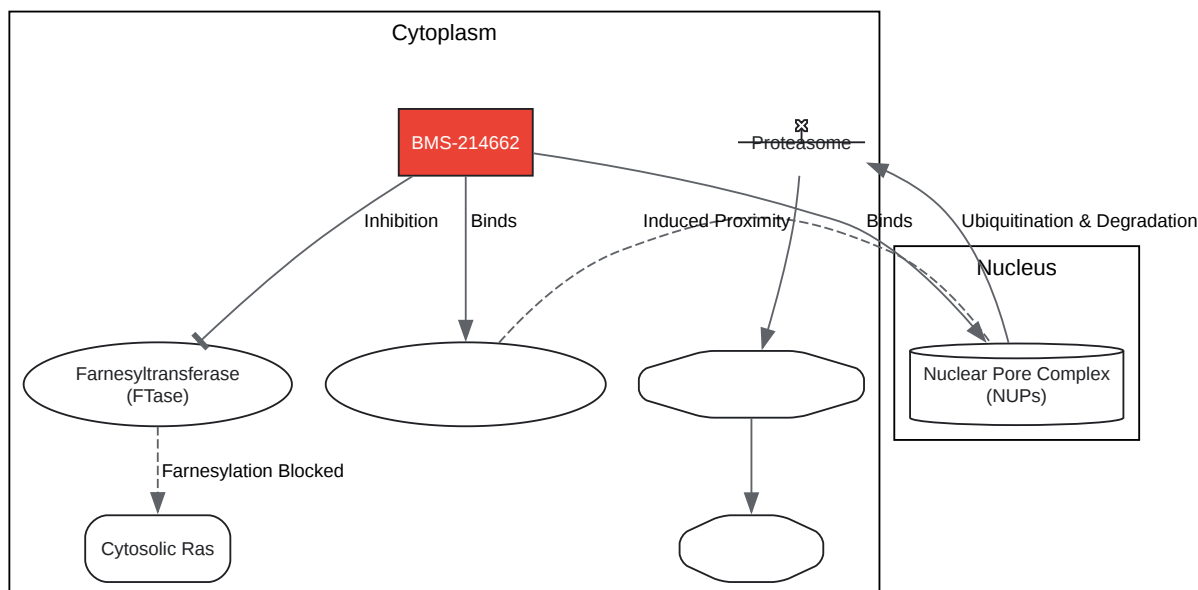 Cytoplasm
BMS-214662
Proteasome
Inhibition
Binds
Induced Proximity
Binds
Ubiquitination & Degradation
Nucleus
Farnesyltransferase
(FTase)
Nuclear Pore Complex
(NUPs)
Farnesylation Blocked
Cytosolic Ras